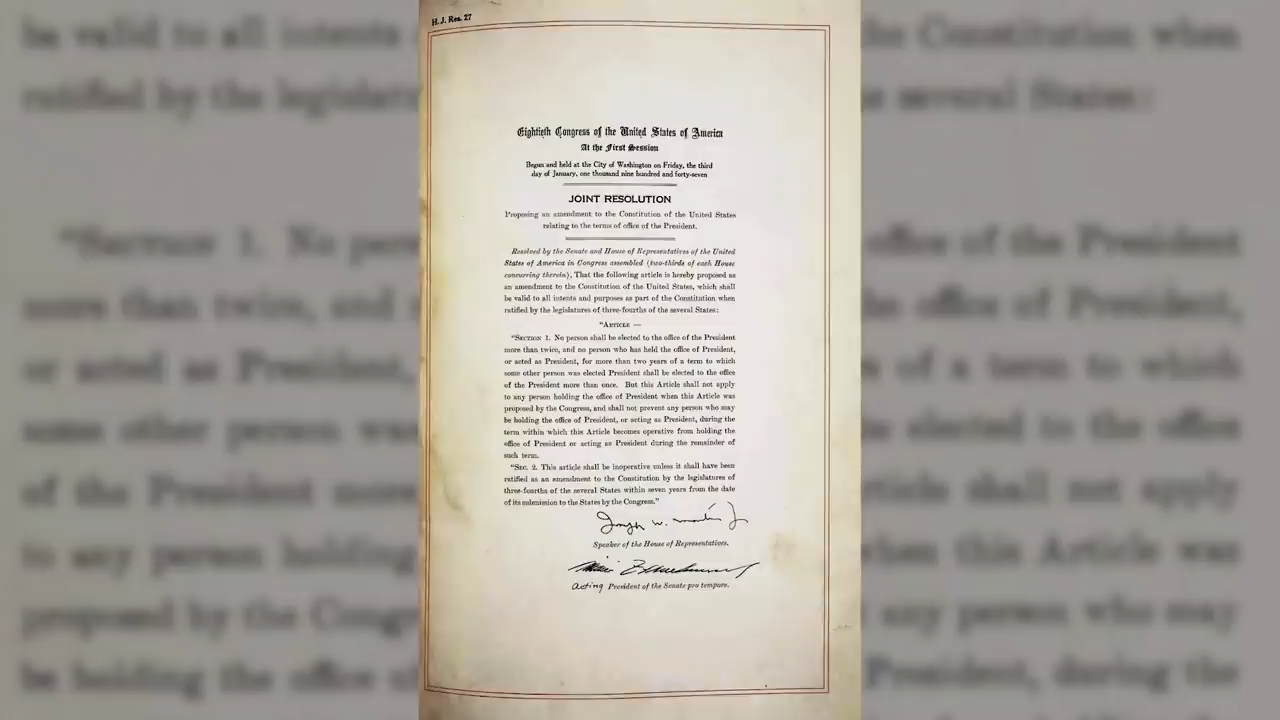 H. J. Res. 27
Eightieth Congress of the United States of America
At the First Session
Begun and held at the City of Washington on Friday, the third
day of January, one thousand nine hundred and forty-seven
JOINT RESOLUTION
Proposing an amendment to the Constitution of the United States
relating to the terms of office of the President.
Resolved by the Senate and House of Representatives of the United
States of America in Congress assembled (two-thirds of each House
concurring therein), That the following article is hereby proposed as
an amendment to the Constitution of the United States, which shall
be valid to all intents and purposes as part of the Constitution when
ratified by the legislatures of three-fourths of the several States:
"ARTICLE —
"SECTION 1. No person shall be elected to the office of the President
more than twice, and no person who has held the office of President,
or acted as President, for more than two years of a term to which
some other person was elected President shall be elected to the office
of the President more than once. But this Article shall not apply
to any person holding the office of President when this Article was
proposed by the Congress, and shall not prevent any person who may
be holding the office of President, or acting as President, during the
term within which this Article becomes operative from holding the
office of President or acting as President during the remainder of
such term.
"SEC. 2. This article shall be inoperative unless it shall have been
ratified as an amendment to the Constitution by the legislatures of
three-fourths of the several States within seven years from the date
of its submission to the States by the Congress."
Joseph W. Martin Jr
Speaker of the House of Representatives.
Acting President of the Senate pro tempore.